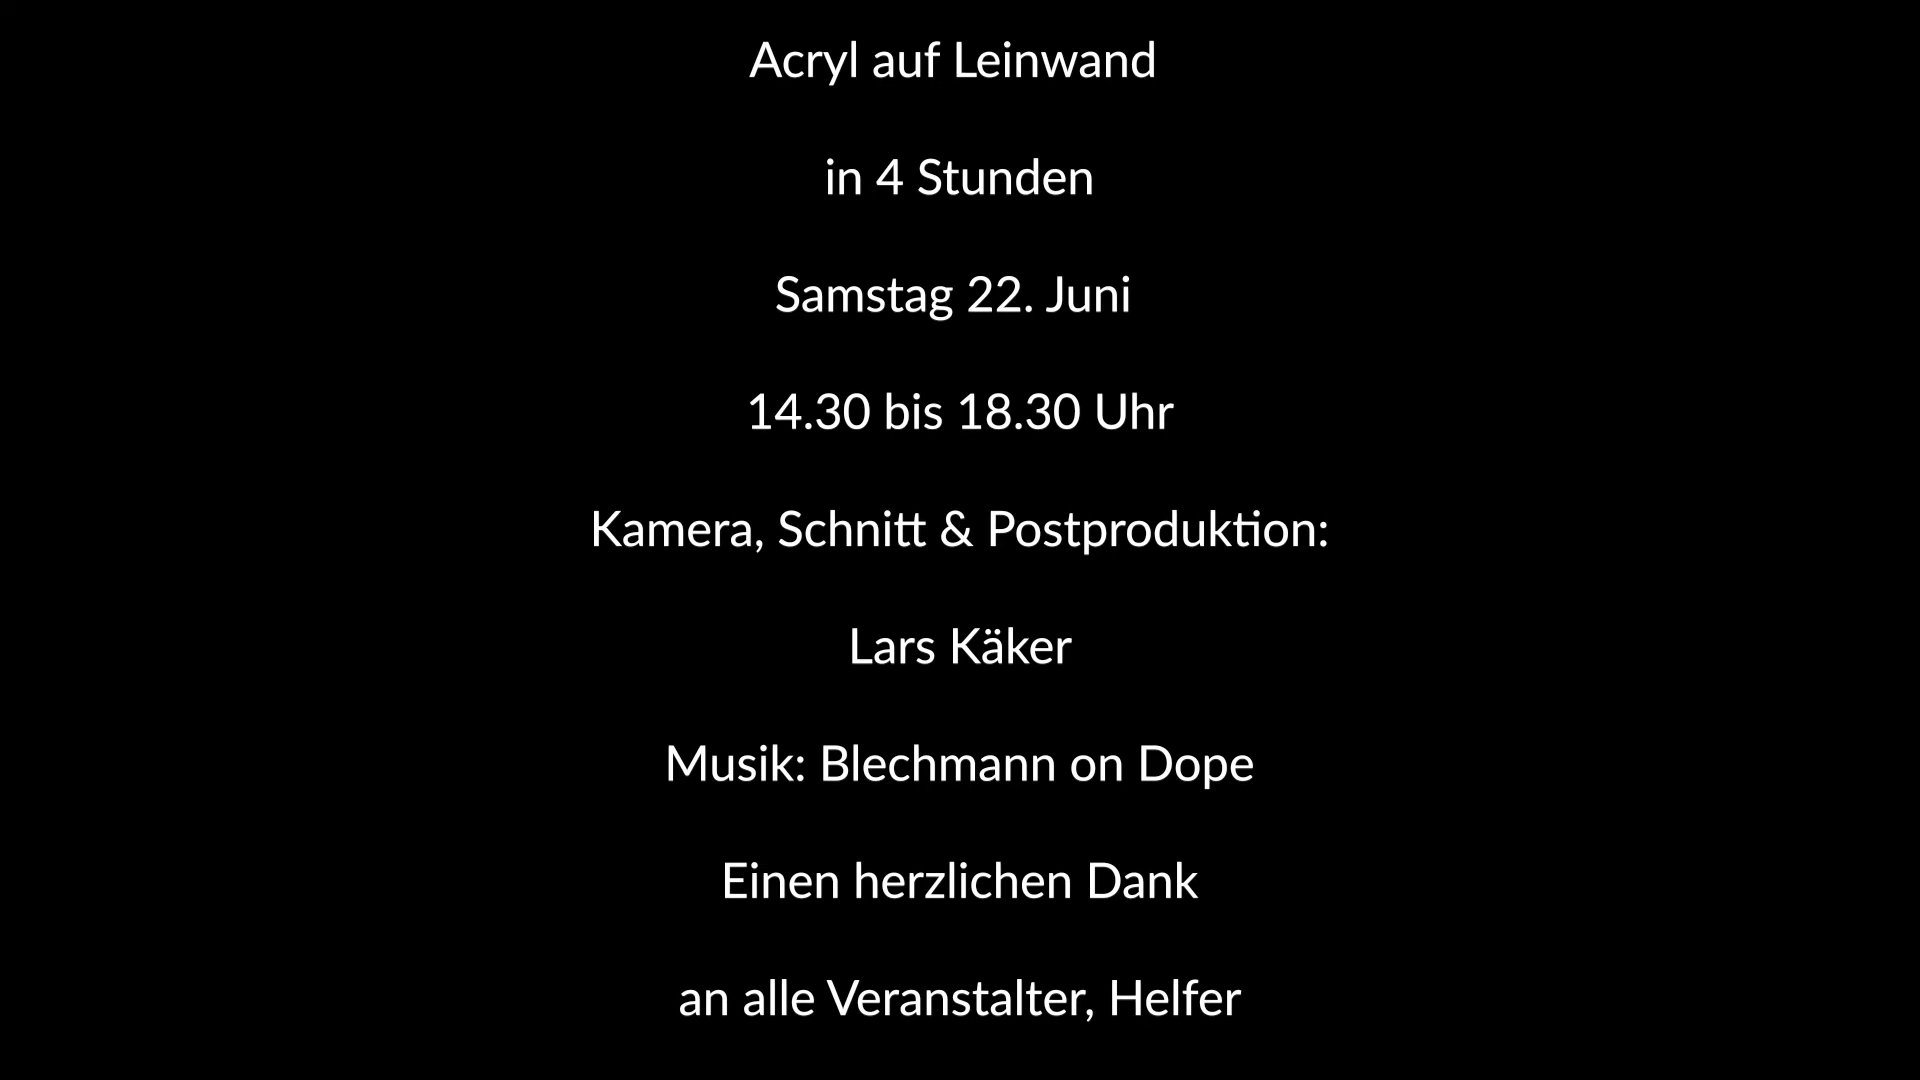 Acryl auf Leinwand
in 4 Stunden
Samstag 22. Juni
14.30 bis 18.30 Uhr
Kamera, Schnitt & Postproduktion:
Lars Käker
Musik: Blechmann on Dope
Einen herzlichen Dank
an alle Veranstalter, Helfer